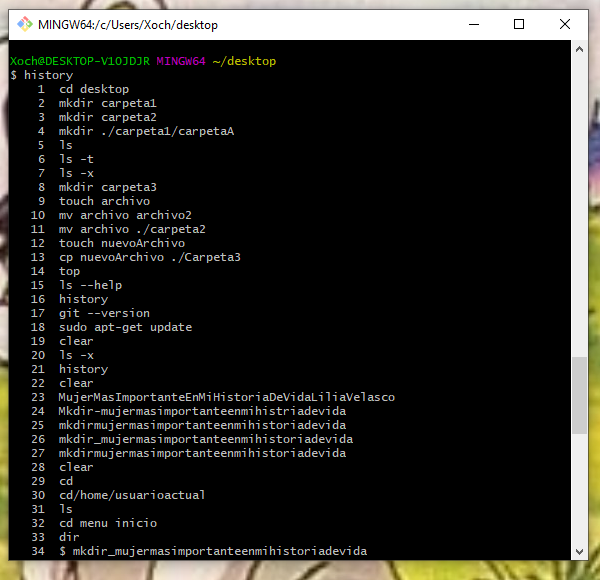 MINGW64:/c/Users/Xoch/desktop
Xoch@DESKTOP-V1OJDJR MINGW64 ~/desktop
$ history
1 cd desktop
2 mkdir carpeta1
3 mkdir carpeta2
4 mkdir ./carpeta1/carpetaA
5 ls
6 ls -t
7 ls -x
8 mkdir carpeta3
9 touch archivo
10 mv archivo archivo2
11 mv archivo ./carpeta2
12 touch nuevoArchivo
13 cp nuevoArchivo ./Carpeta3
14 top
15 ls --help
16 history
17 git --version
18 sudo apt-get update
19 clear
20 ls -x
21 history
22 clear
23 MujerMasImportanteEnMiHistoriaDeVidaLiliaVelasco
24 Mkdir-mujermasimportanteenmihistriadevida
25 mkdirmujermasimportanteenmihistoriadevida
26 mkdir_mujermasimportanteenmihistoriadevida
27 mkdirmujermasimportanteenmihistoriadevida
28 clear
29 cd
30 cd/home/usuarioactual
31 ls
32 cd menu inicio
33 dir
34 $ mkdir_mujermasimportanteenmihistoriadevida